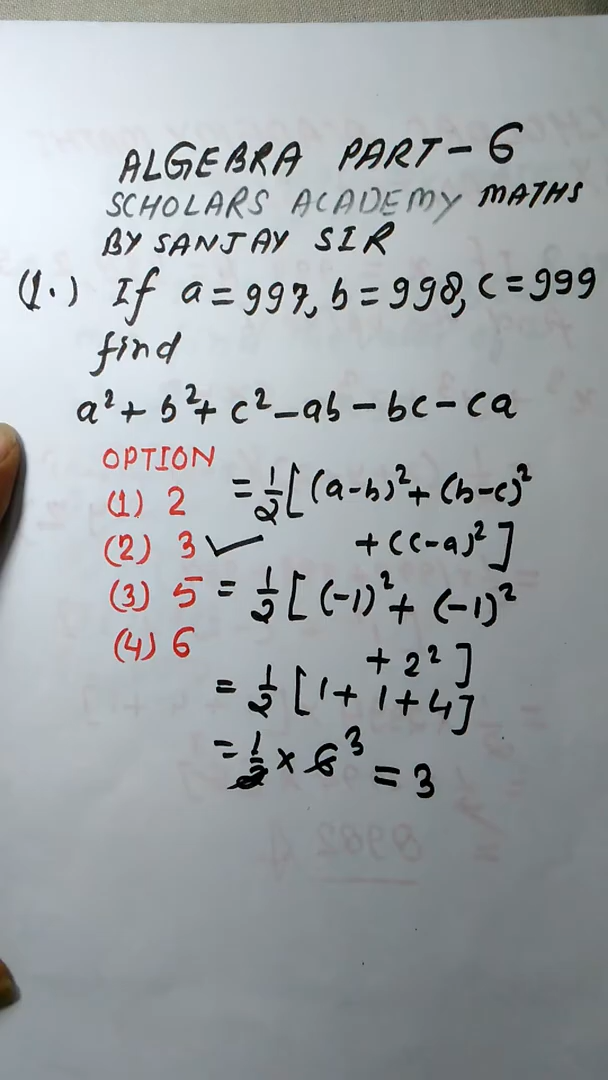 ALGEBRA PART-6
SCHOLARS ACADEMY MATHS
BY SANJAY SIR
(1.) If a=997, b=998, c=999
find
a²+b²+c²-ab-bc-ca
OPTION
(1) 2
(2) 3 ✓
(3) 5
(4) 6
=1/2[(a-b)²+(b-c)²
+(c-a)²]
=1/2[(-1)²+(-1)²
+2²]
=1/2[1+1+4]
=1/2×6 3 =3